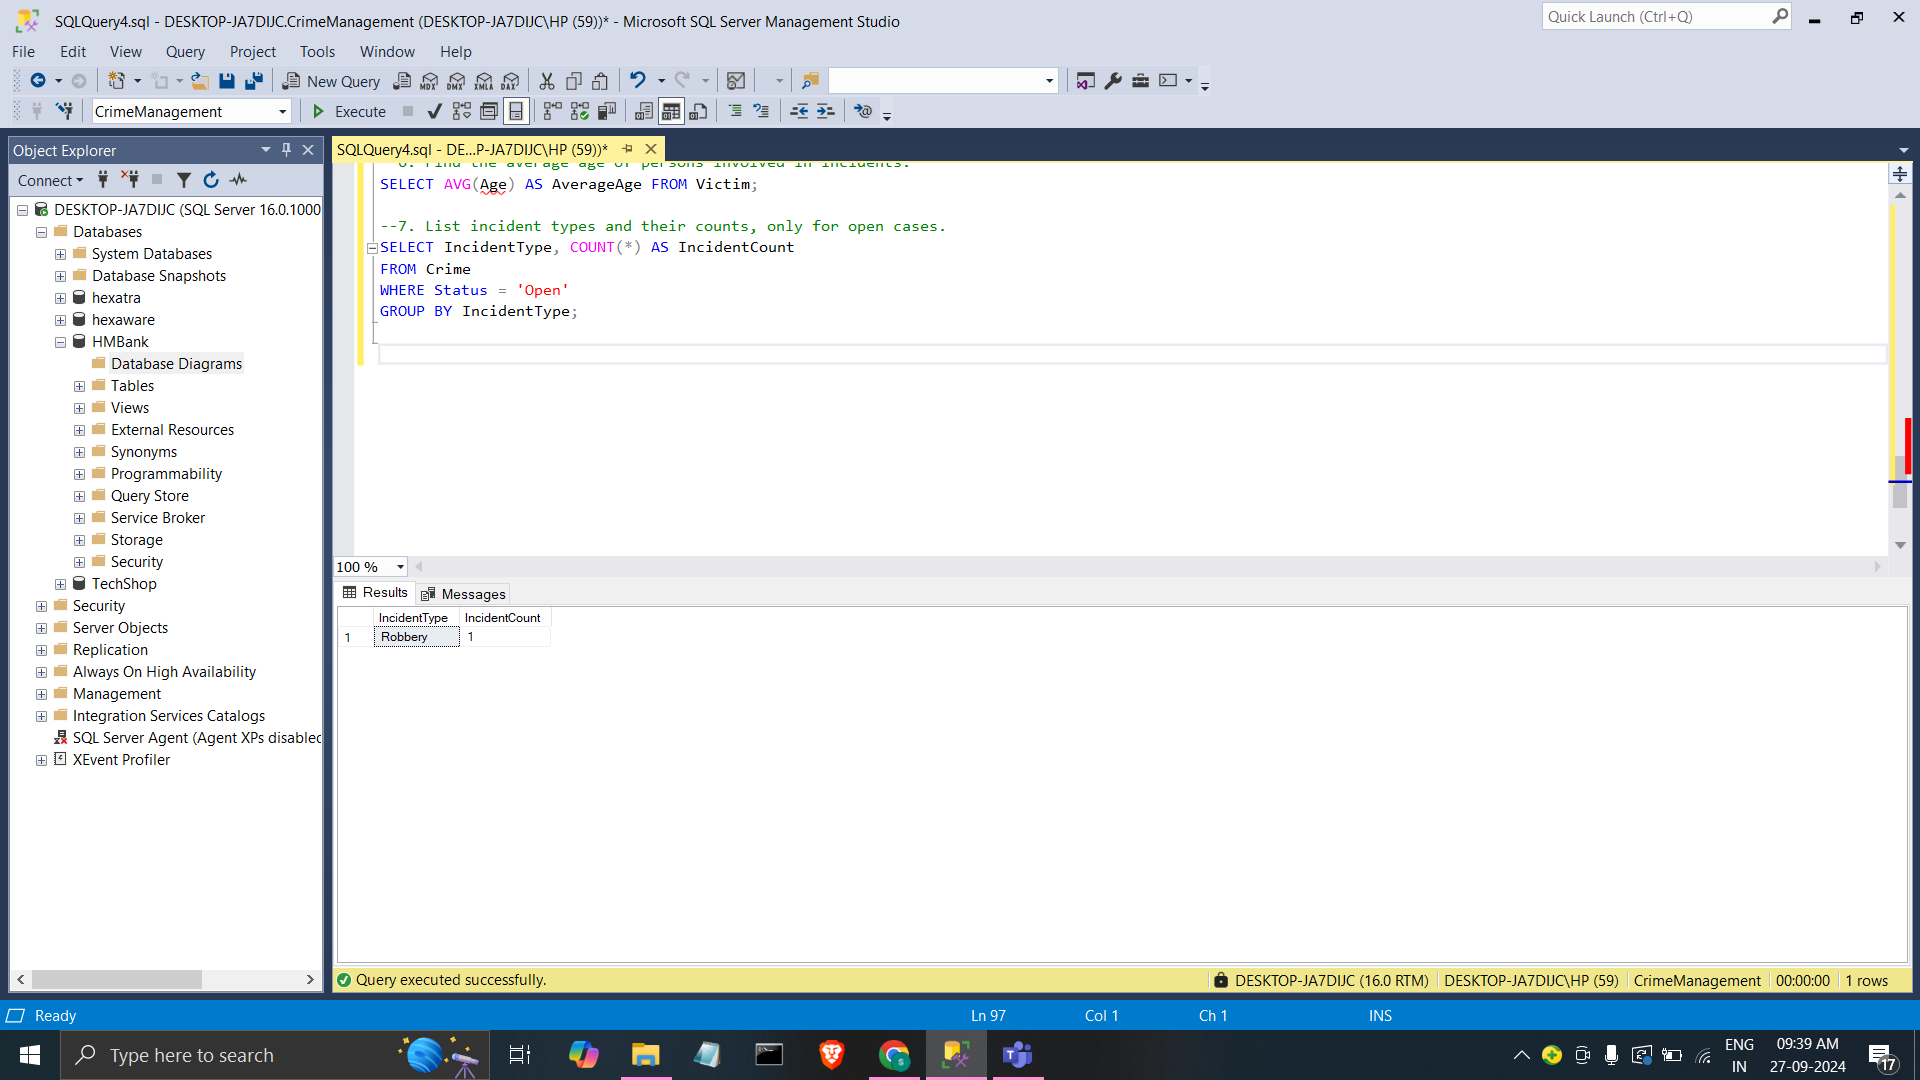 SQLQuery4.sql - DESKTOP-JA7DIJC.CrimeManagement (DESKTOP-JA7DIJC\HP (59))* - Microsoft SQL Server Management Studio
Quick Launch (Ctrl+Q)
File Edit View Query Project Tools Window Help
New Query MDX DMX XMLA DAX
CrimeManagement Execute
Object Explorer
SQLQuery4.sql - DE...P-JA7DIJC\HP (59))*
Connect
DESKTOP-JA7DIJC (SQL Server 16.0.1000
Databases
System Databases
Database Snapshots
hexatra
hexaware
HMBank
Database Diagrams
Tables
Views
External Resources
Synonyms
Programmability
Query Store
Service Broker
Storage
Security
TechShop
Security
Server Objects
Replication
Always On High Availability
Management
Integration Services Catalogs
SQL Server Agent (Agent XPs disabled
XEvent Profiler
6. Find the average age of persons involved in incidents.
SELECT AVG(Age) AS AverageAge FROM Victim;
--7. List incident types and their counts, only for open cases.
SELECT IncidentType, COUNT(*) AS IncidentCount
FROM Crime
WHERE Status = 'Open'
GROUP BY IncidentType;
100 %
Results Messages
IncidentType IncidentCount
1 Robbery 1
Query executed successfully.
DESKTOP-JA7DIJC (16.0 RTM) DESKTOP-JA7DIJC\HP (59) CrimeManagement 00:00:00 1 rows
Ready Ln 97 Col 1 Ch 1 INS
Type here to search
ENG
IN
09:39 AM
27-09-2024
17